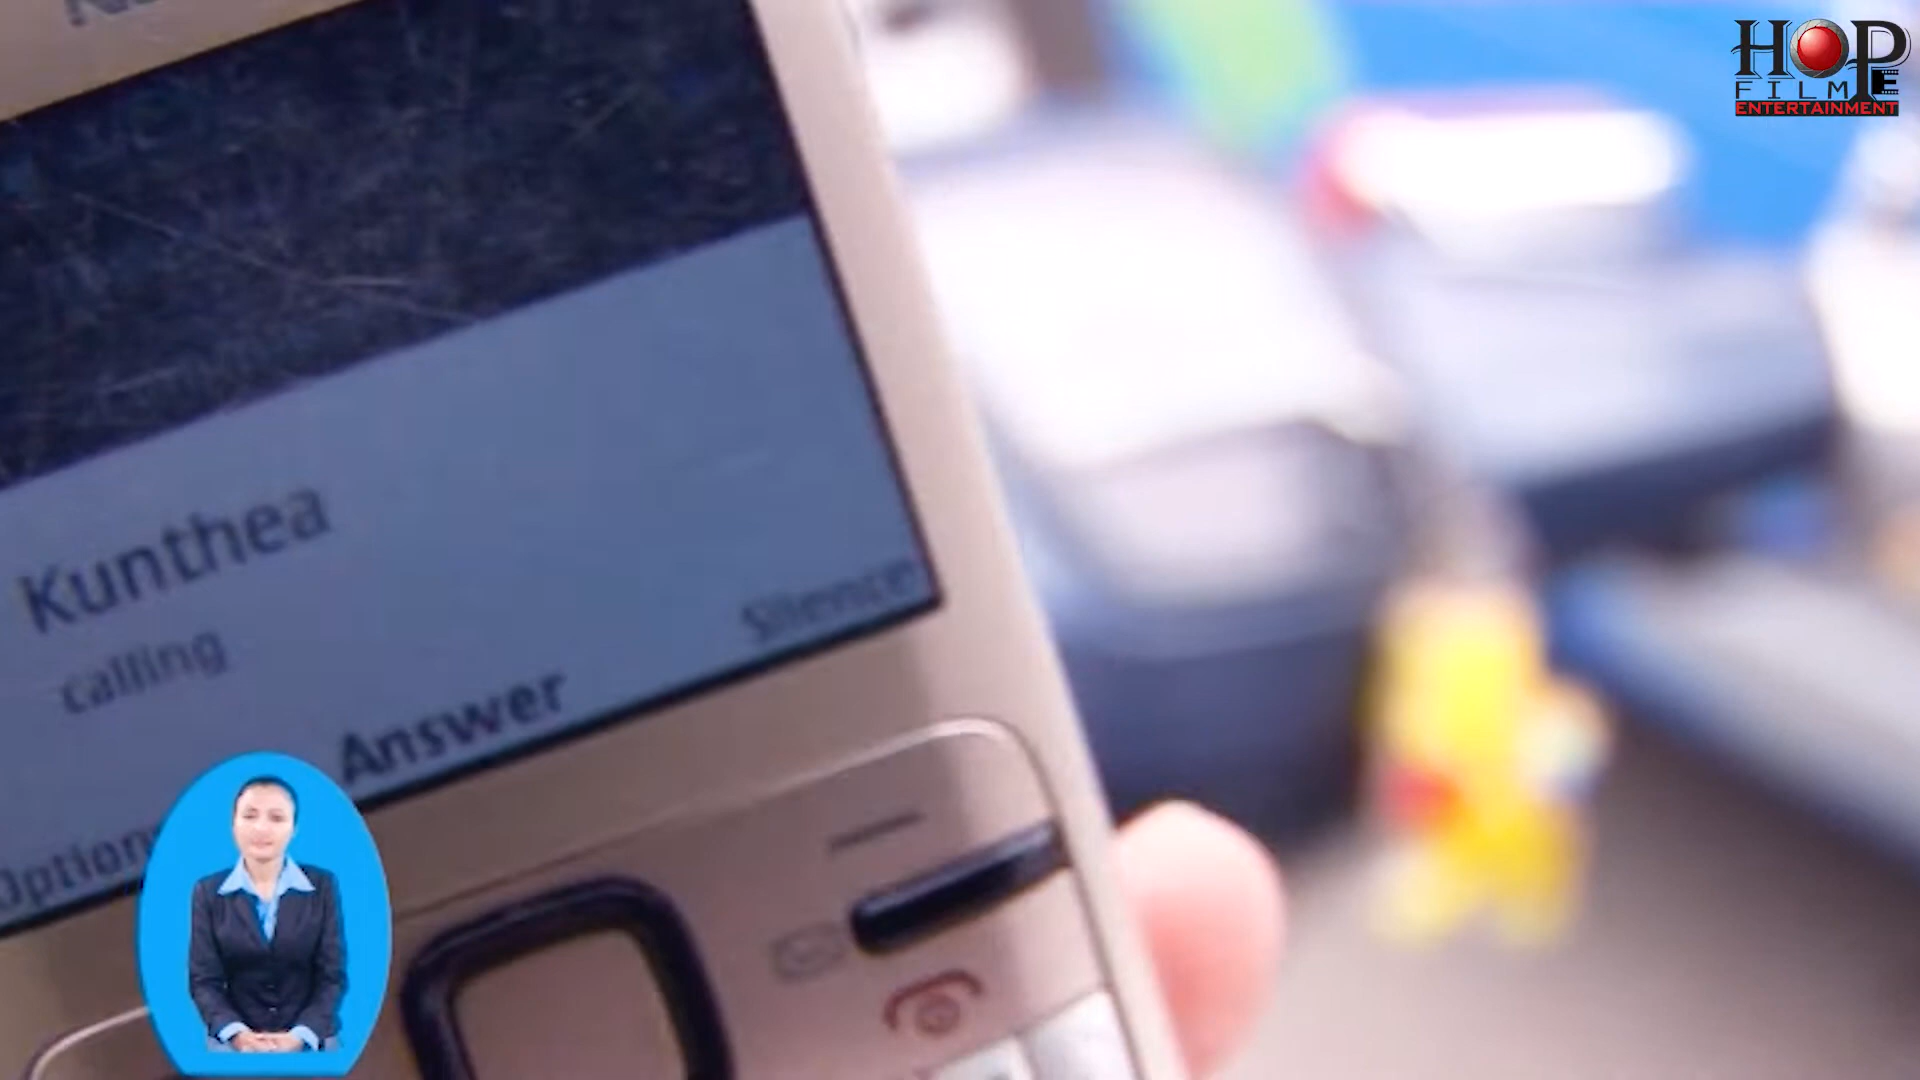 HOPE
FILM
ENTERTAINMENT
Kunthea
calling
Answer
Silence
Options